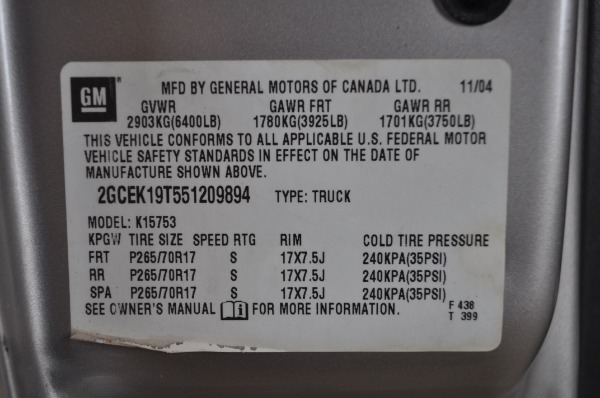 GM
MFD BY GENERAL MOTORS OF CANADA LTD. 11/04
GVWR GAWR FRT GAWR RR
2903KG(6400LB) 1780KG(3925LB) 1701KG(3750LB)
THIS VEHICLE CONFORMS TO ALL APPLICABLE U.S. FEDERAL MOTOR
VEHICLE SAFETY STANDARDS IN EFFECT ON THE DATE OF
MANUFACTURE SHOWN ABOVE.
2GCEK19T551209894 TYPE: TRUCK
MODEL: K15753
KPGW TIRE SIZE SPEED RTG RIM COLD TIRE PRESSURE
FRT P265/70R17 S 17X7.5J 240KPA(35PSI)
RR P265/70R17 S 17X7.5J 240KPA(35PSI)
SPA P265/70R17 S 17X7.5J 240KPA(35PSI)
SEE OWNER'S MANUAL i FOR MORE INFORMATION. F 438
T 399